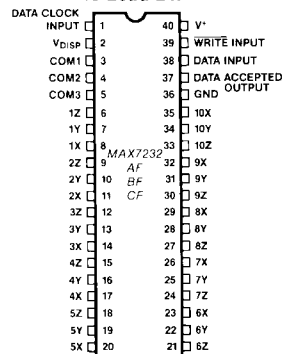 DATA CLOCK
INPUT 1 40 V+
VDISP 2 39 WRITE INPUT
COM1 3 38 DATA INPUT
COM2 4 37 DATA ACCEPTED
OUTPUT
COM3 5 36 GND
1Z 6 35 10X
1Y 7 34 10Y
1X 8 33 10Z
MAX7232
2Z 9 32 9X
AF
2Y 10 31 9Y
BF
2X 11 30 9Z
CF
3Z 12 29 8X
3Y 13 28 8Y
3X 14 27 8Z
4Z 15 26 7X
4Y 16 25 7Y
4X 17 24 7Z
5Z 18 23 6X
5Y 19 22 6Y
5X 20 21 6Z